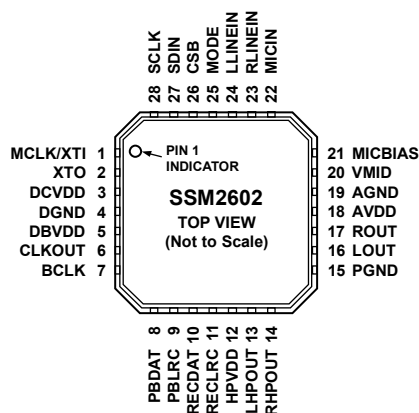 28 SCLK
27 SDIN
26 CSB
25 MODE
24 LLINEIN
23 RLINEIN
22 MICIN
MCLK/XTI 1
XTO 2
DCVDD 3
DGND 4
DBVDD 5
CLKOUT 6
BCLK 7
PIN 1
INDICATOR
SSM2602
TOP VIEW
(Not to Scale)
21 MICBIAS
20 VMID
19 AGND
18 AVDD
17 ROUT
16 LOUT
15 PGND
PBDAT 8
PBLRC 9
RECDAT 10
RECLRC 11
HPVDD 12
LHPOUT 13
RHPOUT 14